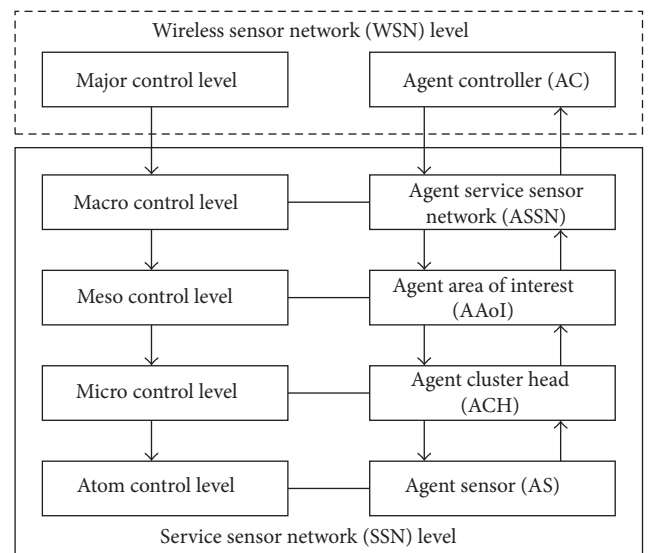 Wireless sensor network (WSN) level
Major control level
Agent controller (AC)
Macro control level
Agent service sensor
network (ASSN)
Meso control level
Agent area of interest
(AAoI)
Micro control level
Agent cluster head
(ACH)
Atom control level
Agent sensor (AS)
Service sensor network (SSN) level